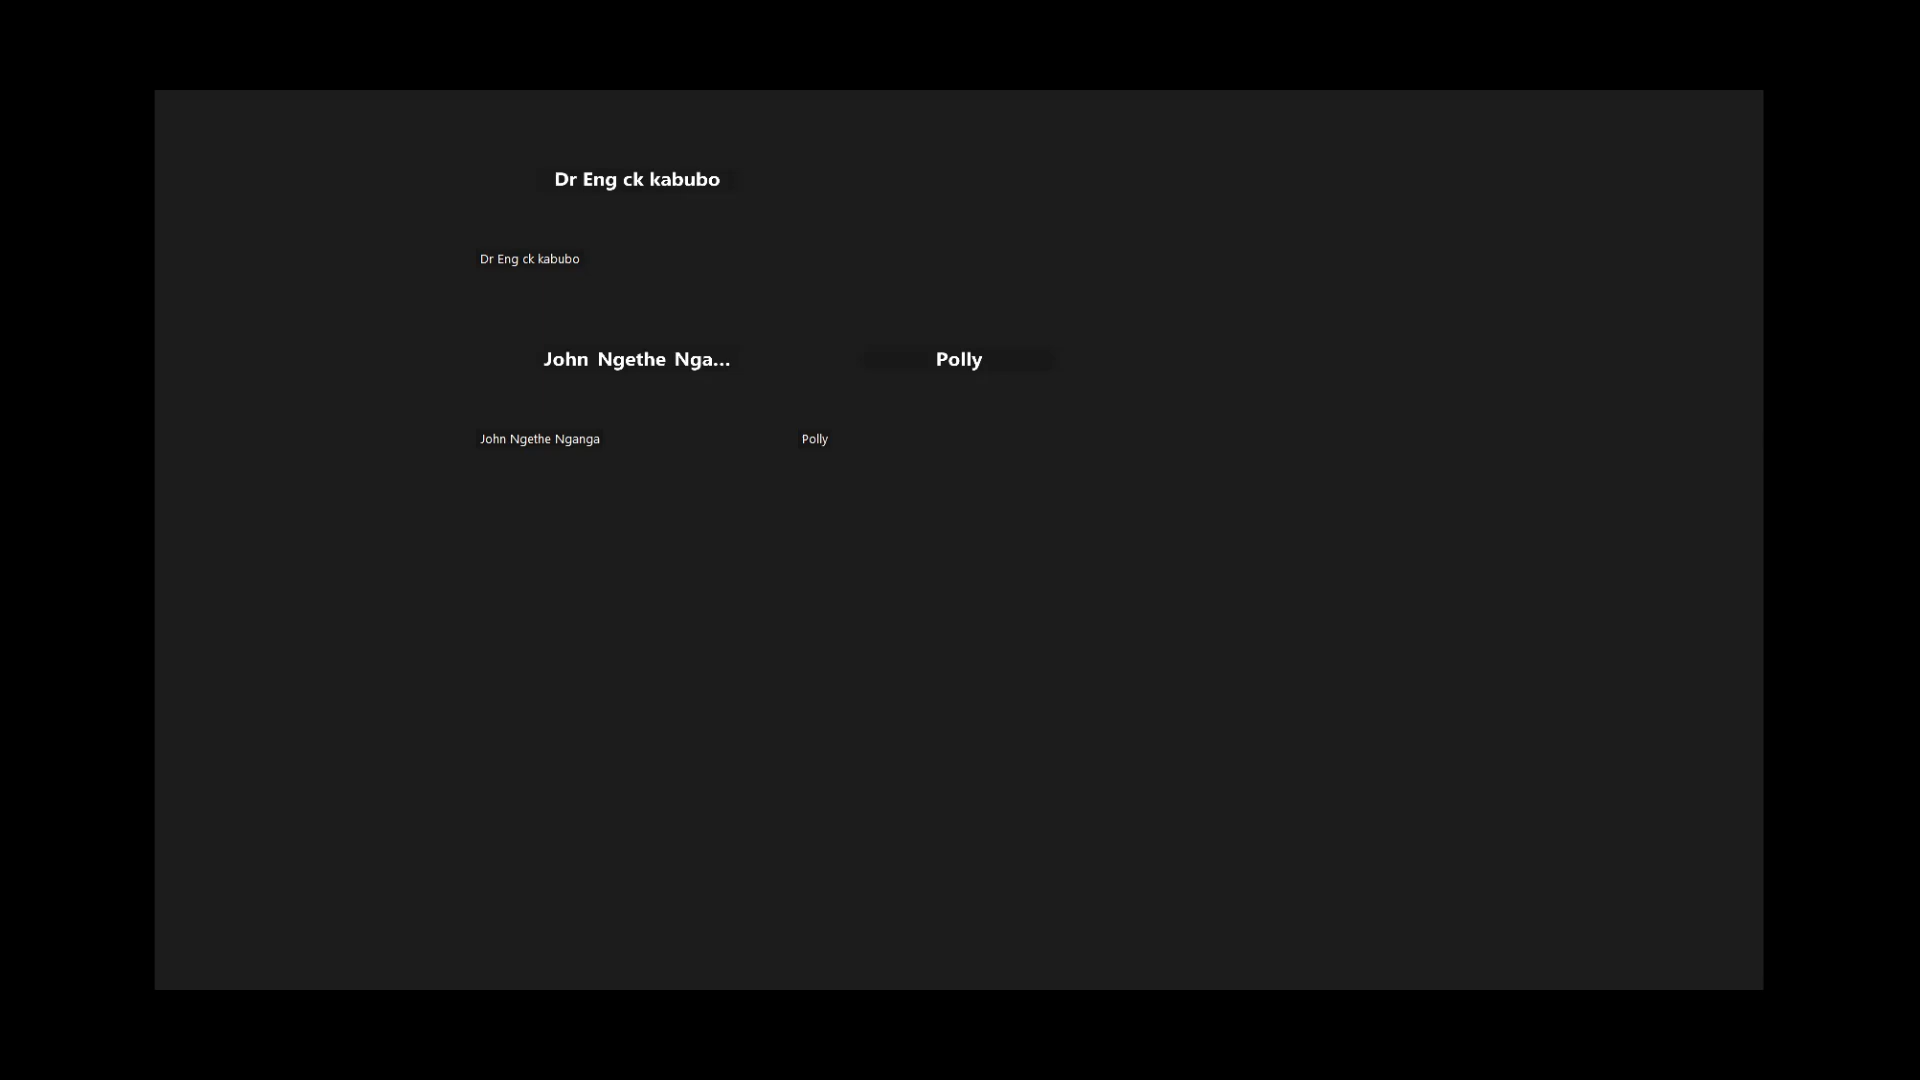 Dr Eng ck kabubo
Dr Eng ck kabubo
John Ngethe Nga...
Polly
John Ngethe Nganga
Polly